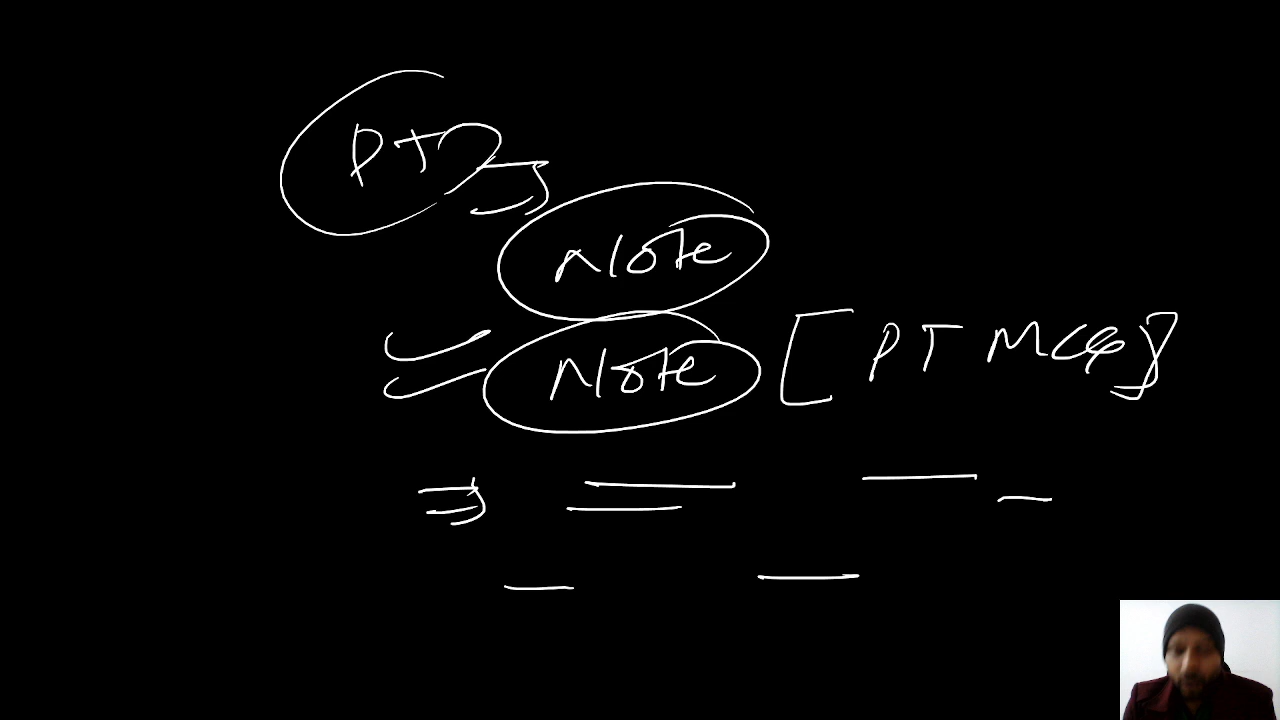 PT ⇒
Note
Note [PT MCQ]
⇒